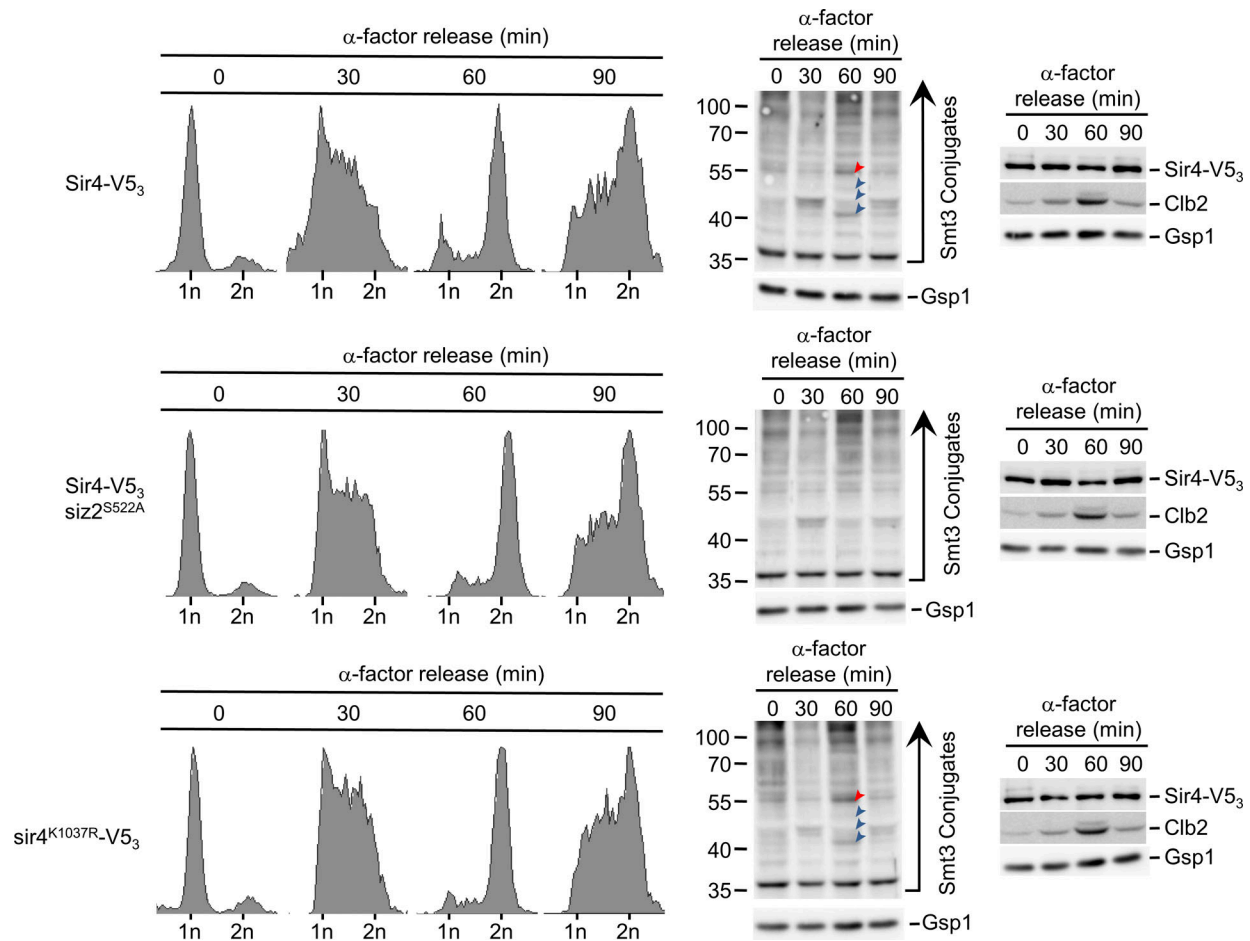 α-factor release (min)
0 30 60 90
Sir4-V5₃
1n 2n 1n 2n 1n 2n 1n 2n
α-factor
release (min)
0 30 60 90
100
70
55
40
35
Smt3 Conjugates
Gsp1
α-factor
release (min)
0 30 60 90
Sir4-V5₃
Clb2
Gsp1
α-factor release (min)
0 30 60 90
Sir4-V5₃
siz2ˢ⁵²²ᴬ
1n 2n 1n 2n 1n 2n 1n 2n
α-factor
release (min)
0 30 60 90
100
70
55
40
35
Smt3 Conjugates
Gsp1
α-factor
release (min)
0 30 60 90
Sir4-V5₃
Clb2
Gsp1
α-factor release (min)
0 30 60 90
sir4ᴷ¹⁰³⁷ᴿ-V5₃
1n 2n 1n 2n 1n 2n 1n 2n
α-factor
release (min)
0 30 60 90
100
70
55
40
35
Smt3 Conjugates
Gsp1
α-factor
release (min)
0 30 60 90
Sir4-V5₃
Clb2
Gsp1